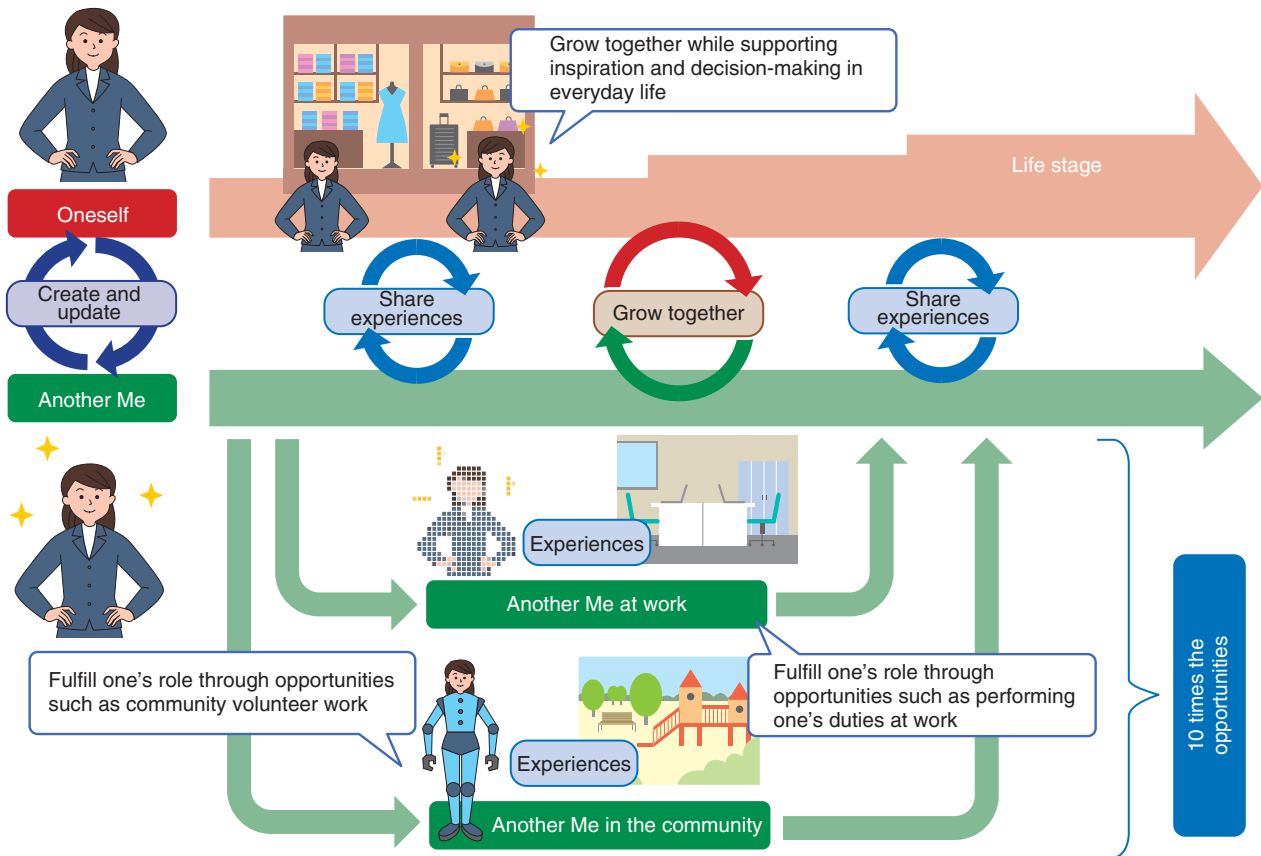 Grow together while supporting
inspiration and decision-making in
everyday life
Life stage
Oneself
Create and
update
Share
experiences
Grow together
Share
experiences
Another Me
Experiences
Another Me at work
Fulfill one’s role through opportunities
such as community volunteer work
Fulfill one’s role through
opportunities such as performing
one’s duties at work
Experiences
Another Me in the community
10 times the
opportunities